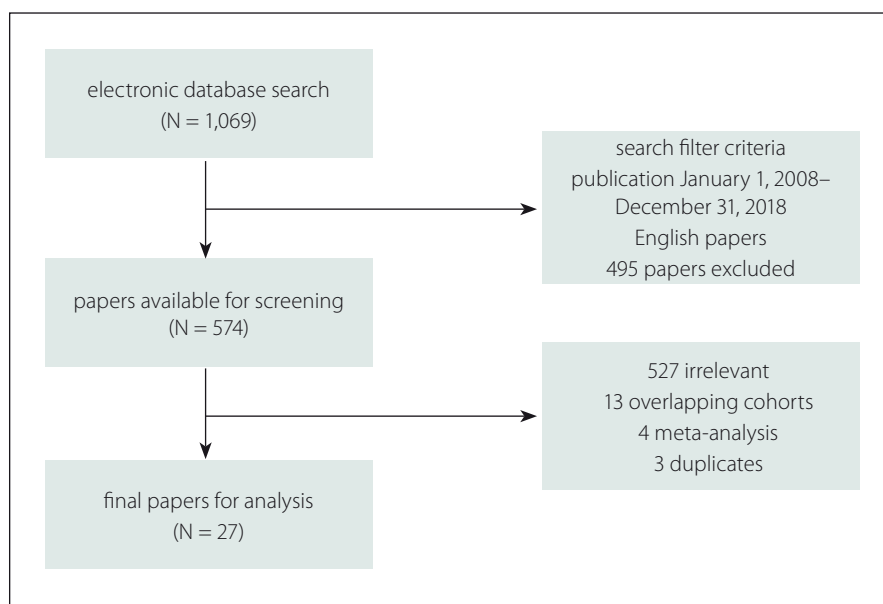 electronic database search
(N = 1,069)
search filter criteria
publication January 1, 2008–
December 31, 2018
English papers
495 papers excluded
papers available for screening
(N = 574)
527 irrelevant
13 overlapping cohorts
4 meta-analysis
3 duplicates
final papers for analysis
(N = 27)